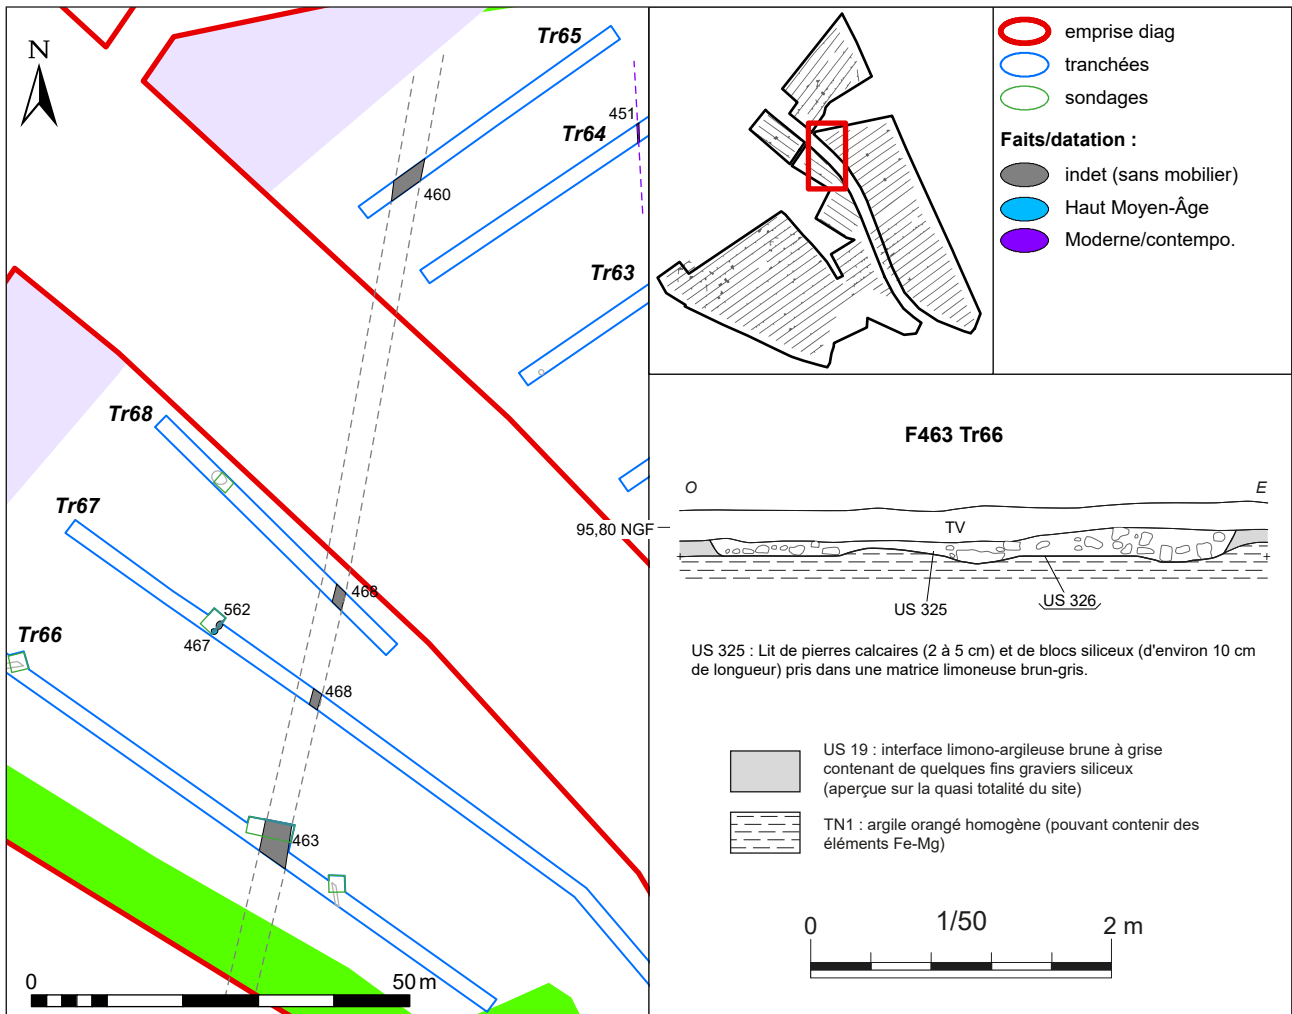 N
Tr65
451
Tr64
460
Tr63
Tr68
468
Tr67
562
467
Tr66
468
463
0
50 m
emprise diag
tranchées
sondages
Faits/datation :
indet (sans mobilier)
Haut Moyen-Âge
Moderne/contempo.
F463 Tr66
O
E
95,80 NGF
TV
US 325
US 326
US 325 : Lit de pierres calcaires (2 à 5 cm) et de blocs siliceux (d'environ 10 cm
de longueur) pris dans une matrice limoneuse brun-gris.
US 19 : interface limono-argileuse brune à grise
contenant de quelques fins graviers siliceux
(aperçue sur la quasi totalité du site)
TN1 : argile orangé homogène (pouvant contenir des
éléments Fe-Mg)
0
1/50
2 m